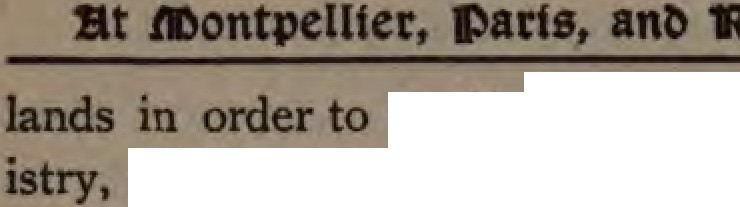 At Montpellier, Paris, and R
lands in order to
istry,